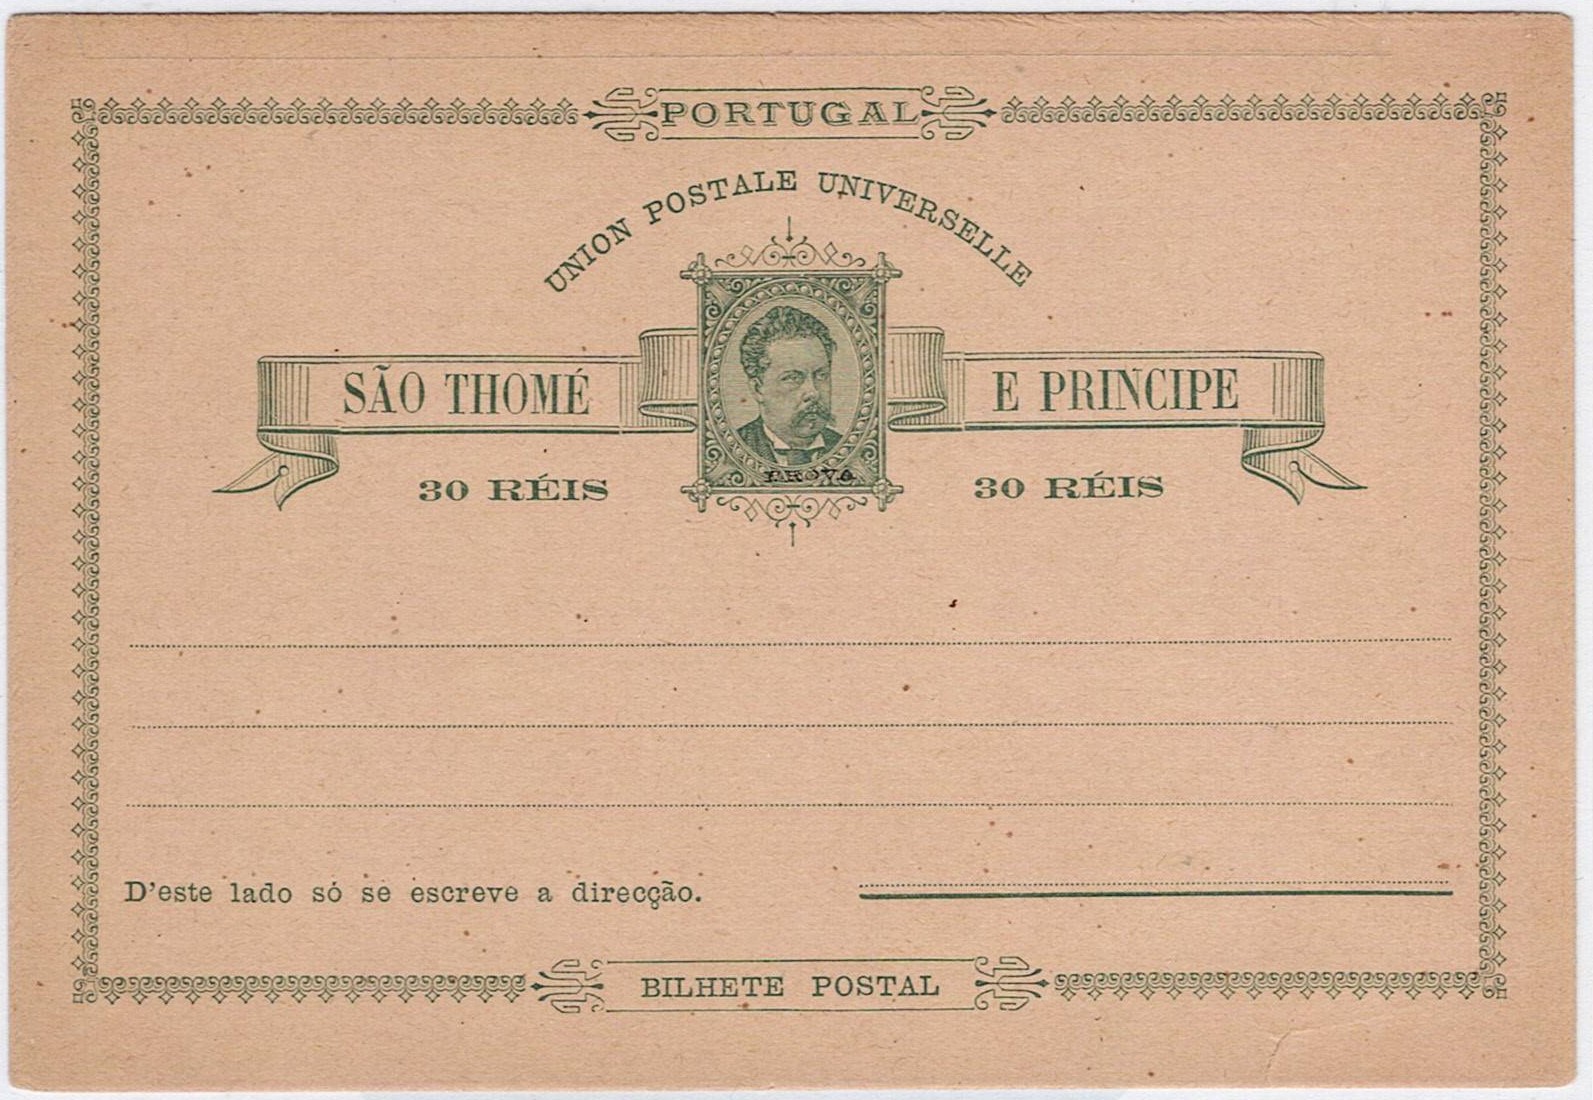 PORTUGAL
UNION POSTALE UNIVERSELLE
SÃO THOMÉ E PRINCIPE
PROVA
30 RÉIS 30 RÉIS
D'este lado só se escreve a direcção.
BILHETE POSTAL